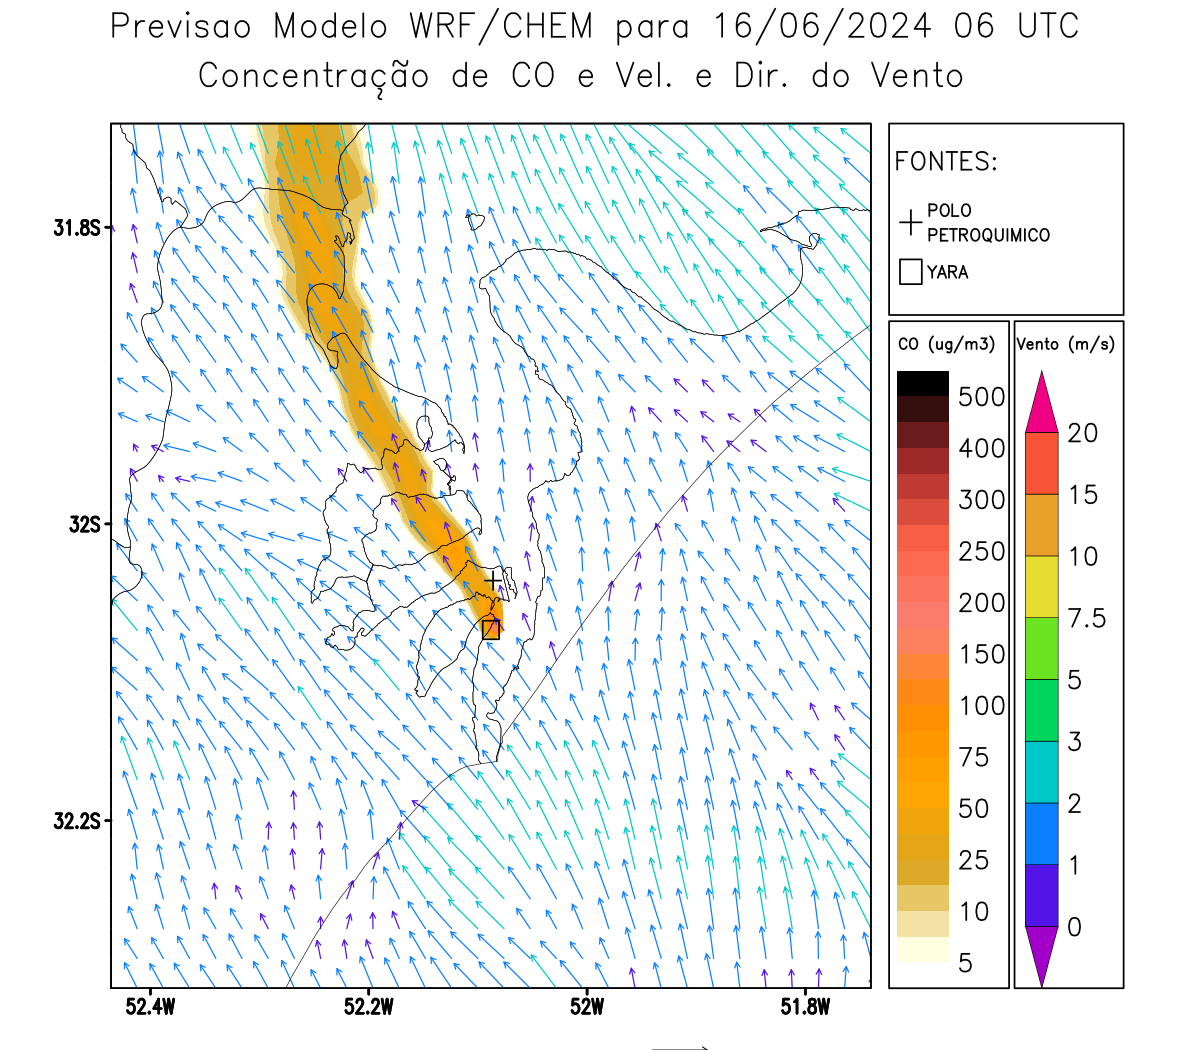 Previsao Modelo WRF/CHEM para 16/06/2024 06 UTC
Concentração de CO e Vel. e Dir. do Vento
FONTES:
POLO
PETROQUIMICO
YARA
CO (ug/m3)
500
400
300
250
200
150
100
75
50
25
10
5
Vento (m/s)
20
15
10
7.5
5
3
2
1
0
31.8S
32S
32.2S
52.4W
52.2W
52W
51.8W